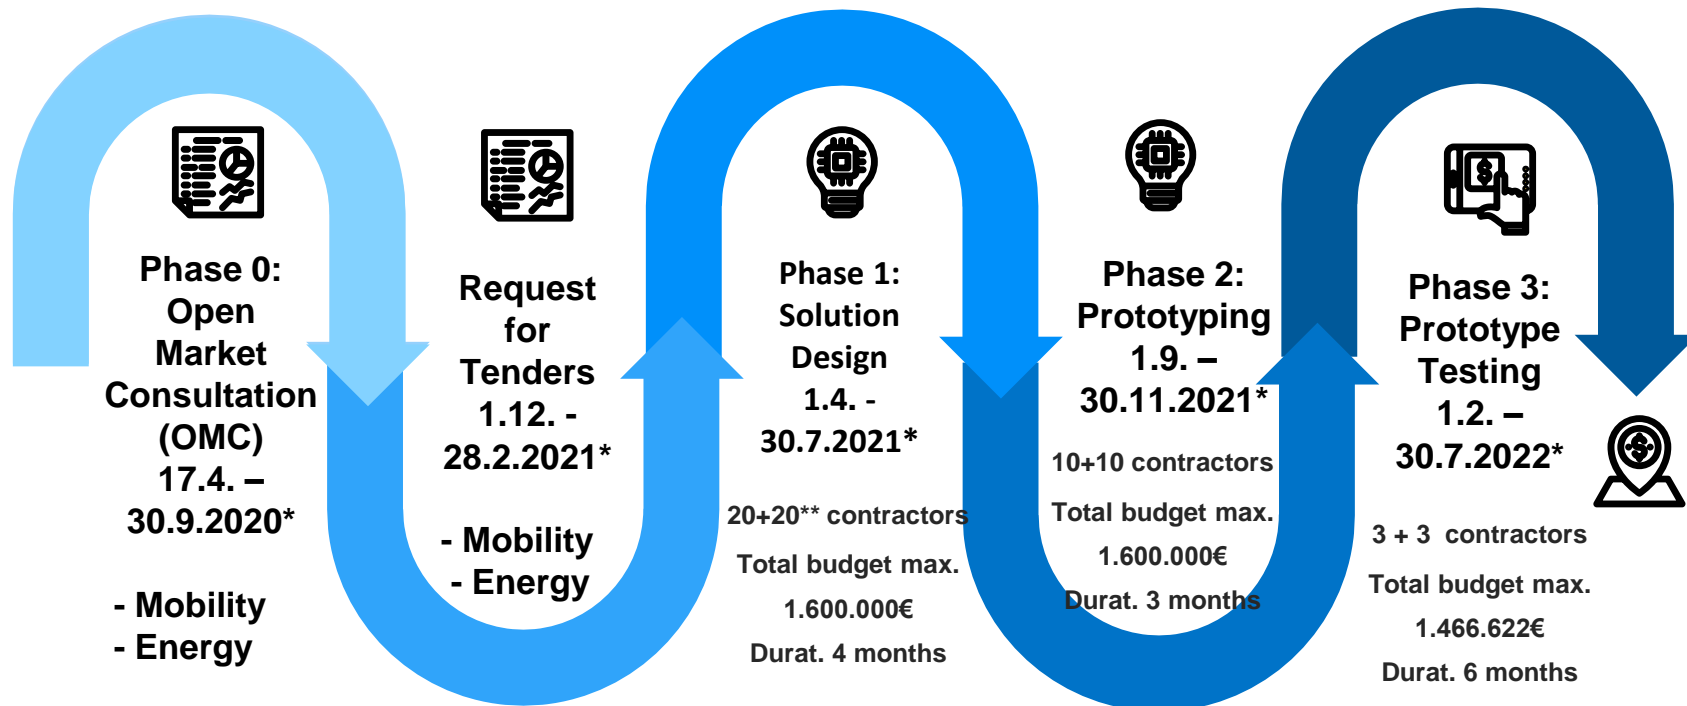 Phase 0:
Open
Market
Consultation
(OMC)
17.4. –
30.9.2020*
- Mobility
- Energy
Request
for
Tenders
1.12. -
28.2.2021*
- Mobility
- Energy
Phase 1:
Solution
Design
1.4. -
30.7.2021*
20+20** contractors
Total budget max.
1.600.000€
Durat. 4 months
Phase 2:
Prototyping
1.9. –
30.11.2021*
10+10 contractors
Total budget max.
1.600.000€
Durat. 3 months
Phase 3:
Prototype
Testing
1.2. –
30.7.2022*
3 + 3 contractors
Total budget max.
1.466.622€
Durat. 6 months